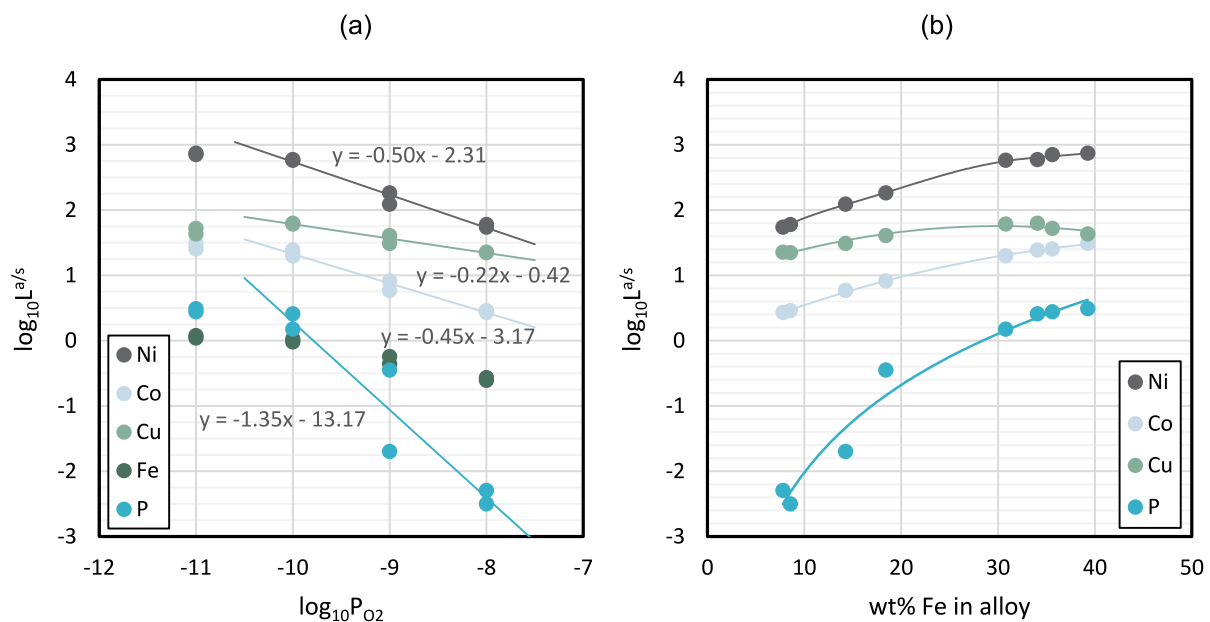 (a)
4
3
2
1
0
-1
-2
-3
log₁₀Lᵃ/ˢ
y = -0.50x - 2.31
y = -0.22x - 0.42
y = -0.45x - 3.17
y = -1.35x - 13.17
Ni
Co
Cu
Fe
P
-12 -11 -10 -9 -8 -7
log₁₀P_O2
(b)
4
3
2
1
0
-1
-2
-3
log₁₀Lᵃ/ˢ
Ni
Co
Cu
P
0 10 20 30 40 50
wt% Fe in alloy